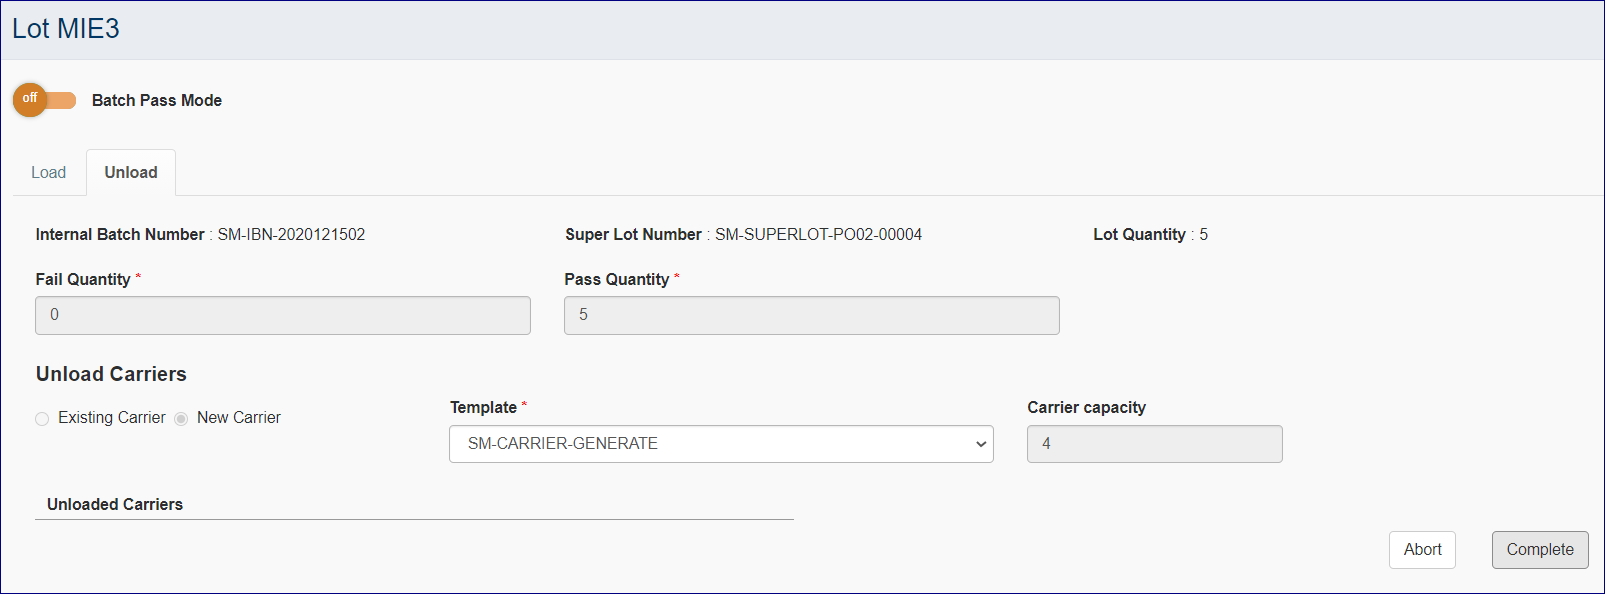 Lot MIE3
off Batch Pass Mode
Load Unload
Internal Batch Number : SM-IBN-2020121502 Super Lot Number : SM-SUPERLOT-PO02-00004 Lot Quantity : 5
Fail Quantity * Pass Quantity *
0 5
Unload Carriers
Template * Carrier capacity
Existing Carrier New Carrier
SM-CARRIER-GENERATE 4
Unloaded Carriers
Abort Complete